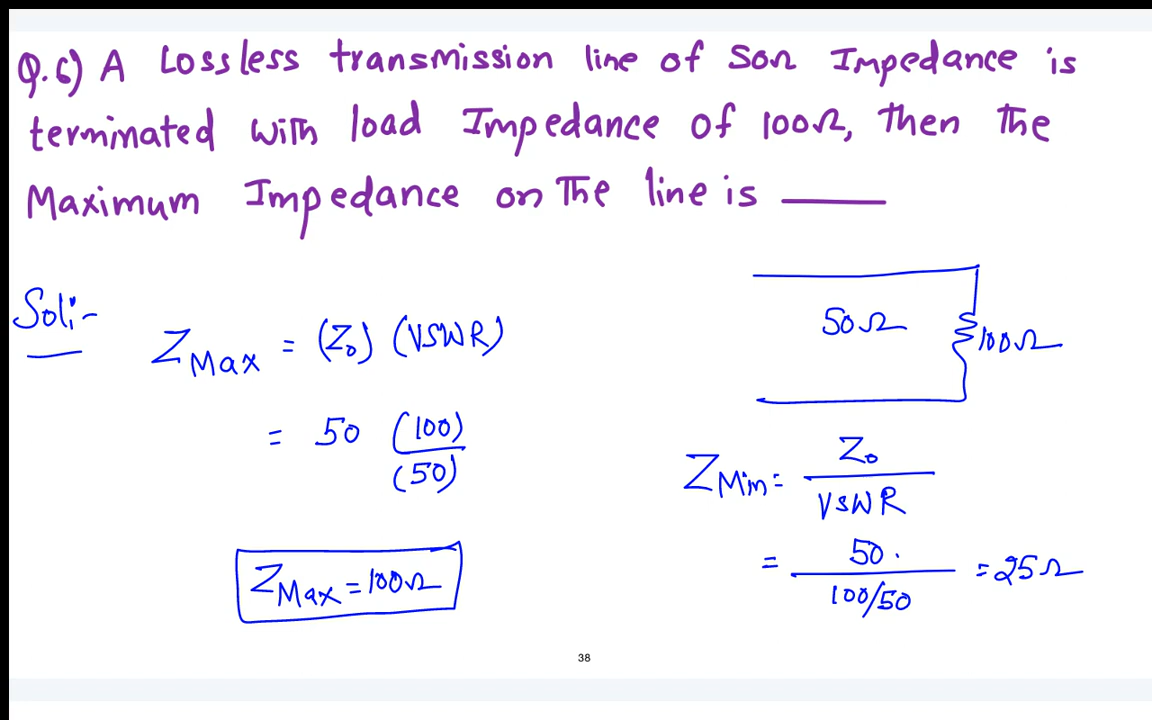 Q.6) A Lossless transmission line of 50Ω Impedance is
terminated with load Impedance of 100Ω, then the
Maximum Impedance on The line is ____
Sol:-
Z_Max = (Z₀) (VSWR)
= 50 (100)/(50)
Z_Max = 100Ω
50Ω
100Ω
Z_Min = Z₀/VSWR
= 50/(100/50) = 25Ω
38